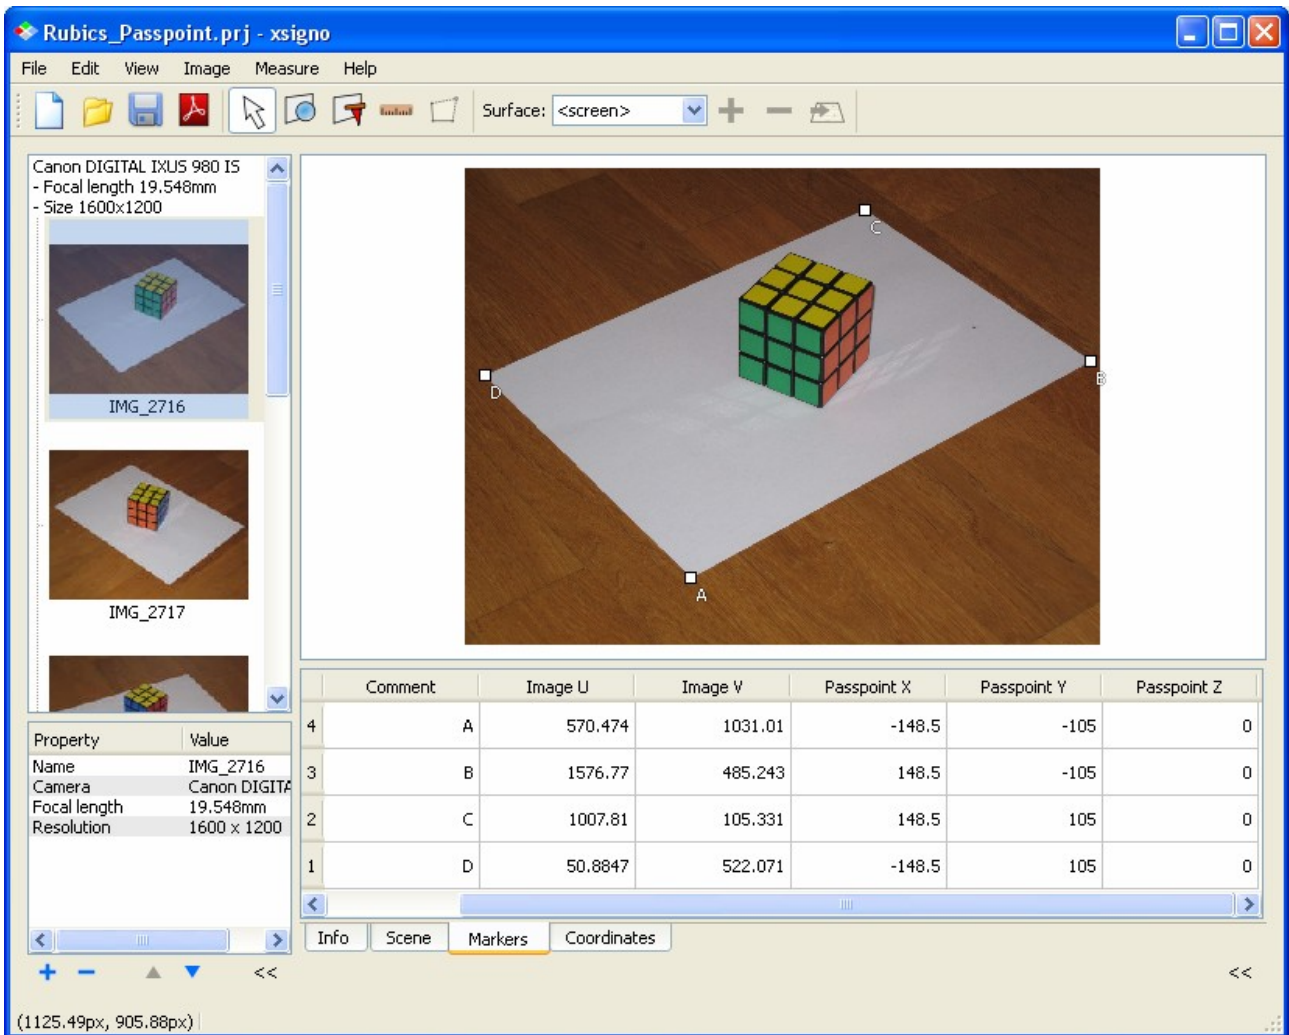 Rubics_Passpoint.prj - xsigno
File Edit View Image Measure Help
Surface: <screen>
Canon DIGITAL IXUS 980 IS
- Focal length 19.548mm
- Size 1600x1200
IMG_2716
IMG_2717
C
D
B
A
Property Value
Name IMG_2716
Camera Canon DIGITA
Focal length 19.548mm
Resolution 1600 x 1200
<<
Comment Image U Image V Passpoint X Passpoint Y Passpoint Z
4 A 570.474 1031.01 -148.5 -105 0
3 B 1576.77 485.243 148.5 -105 0
2 C 1007.81 105.331 148.5 105 0
1 D 50.8847 522.071 -148.5 105 0
Info Scene Markers Coordinates
<<
(1125.49px, 905.88px)